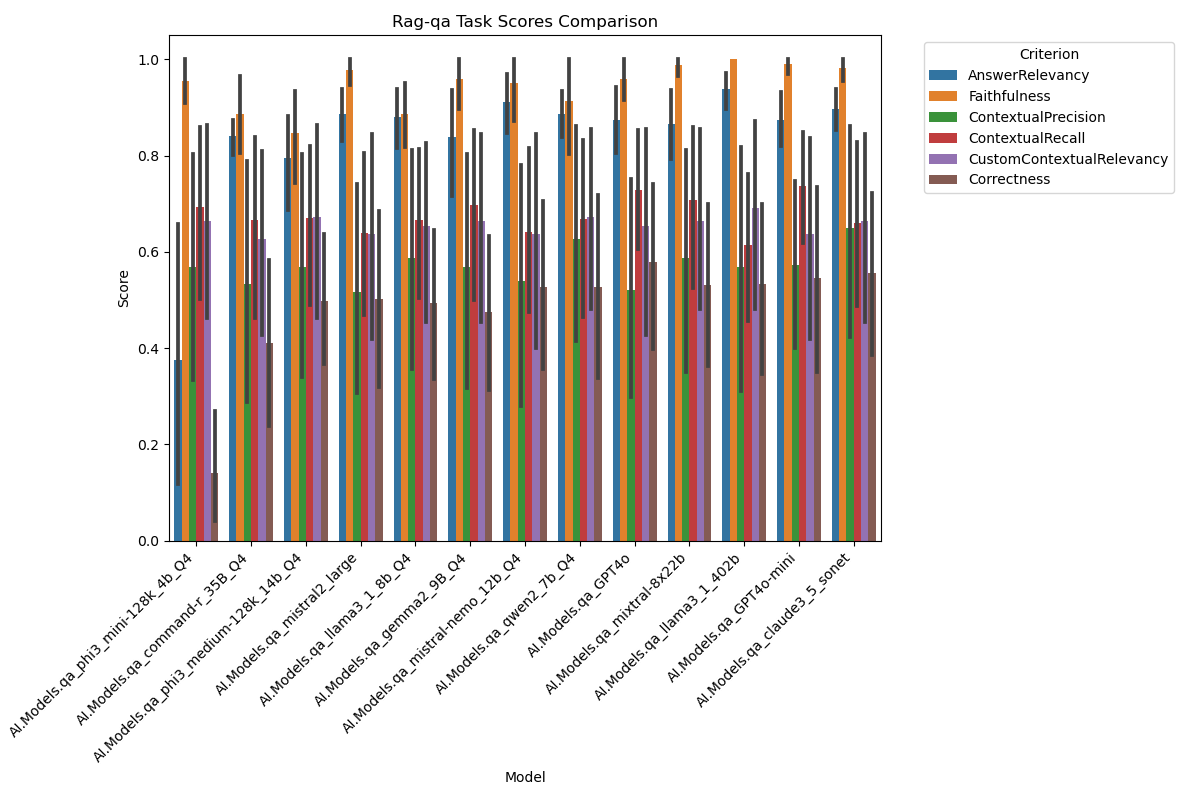 Rag-qa Task Scores Comparison
Criterion
AnswerRelevancy
Faithfulness
ContextualPrecision
ContextualRecall
CustomContextualRelevancy
Correctness
Score
1.0
0.8
0.6
0.4
0.2
0.0
AI.Models.qa_phi3_mini-128k_4b_Q4
AI.Models.qa_command-r_35B_Q4
AI.Models.qa_phi3_medium-128k_14b_Q4
AI.Models.qa_mistral2_large
AI.Models.qa_llama3_1_8b_Q4
AI.Models.qa_gemma2_9B_Q4
AI.Models.qa_mistral-nemo_12b_Q4
AI.Models.qa_qwen2_7b_Q4
AI.Models.qa_GPT4o
AI.Models.qa_mixtral-8x22b
AI.Models.qa_llama3_1_402b
AI.Models.qa_GPT4o-mini
AI.Models.qa_claude3_5_sonet
Model